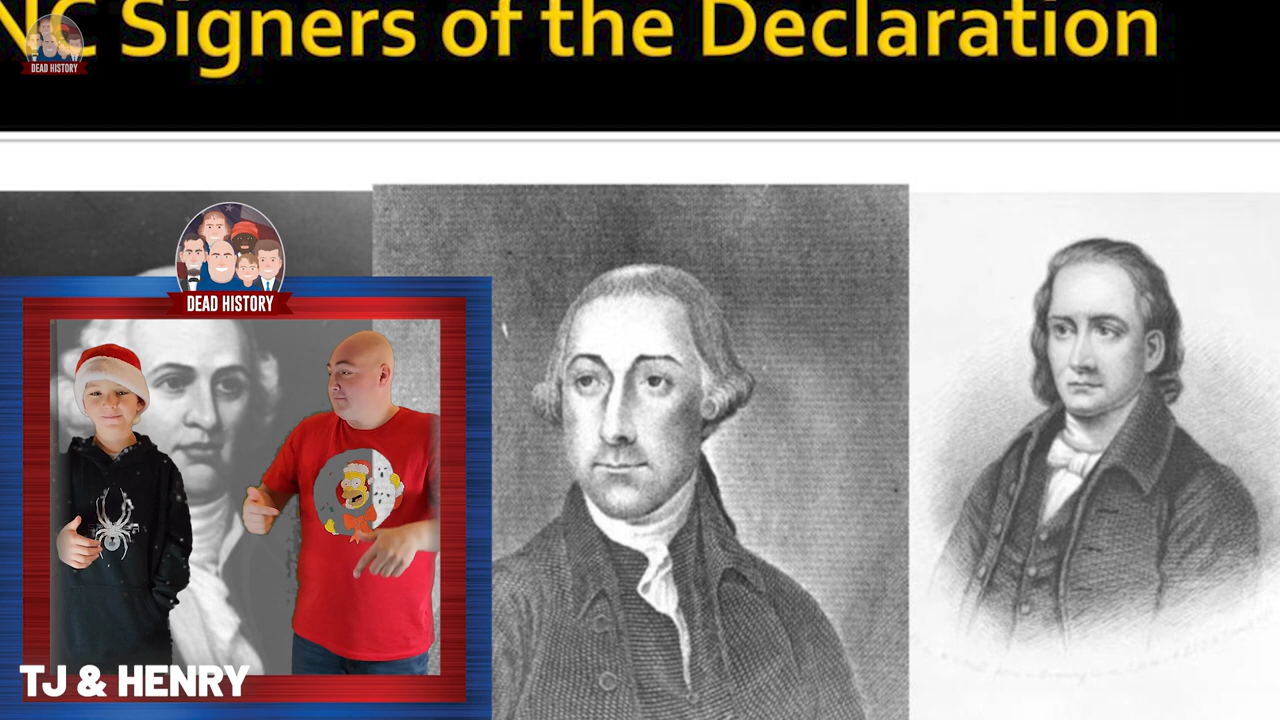 NC Signers of the Declaration
DEAD HISTORY
DEAD HISTORY
TJ & HENRY